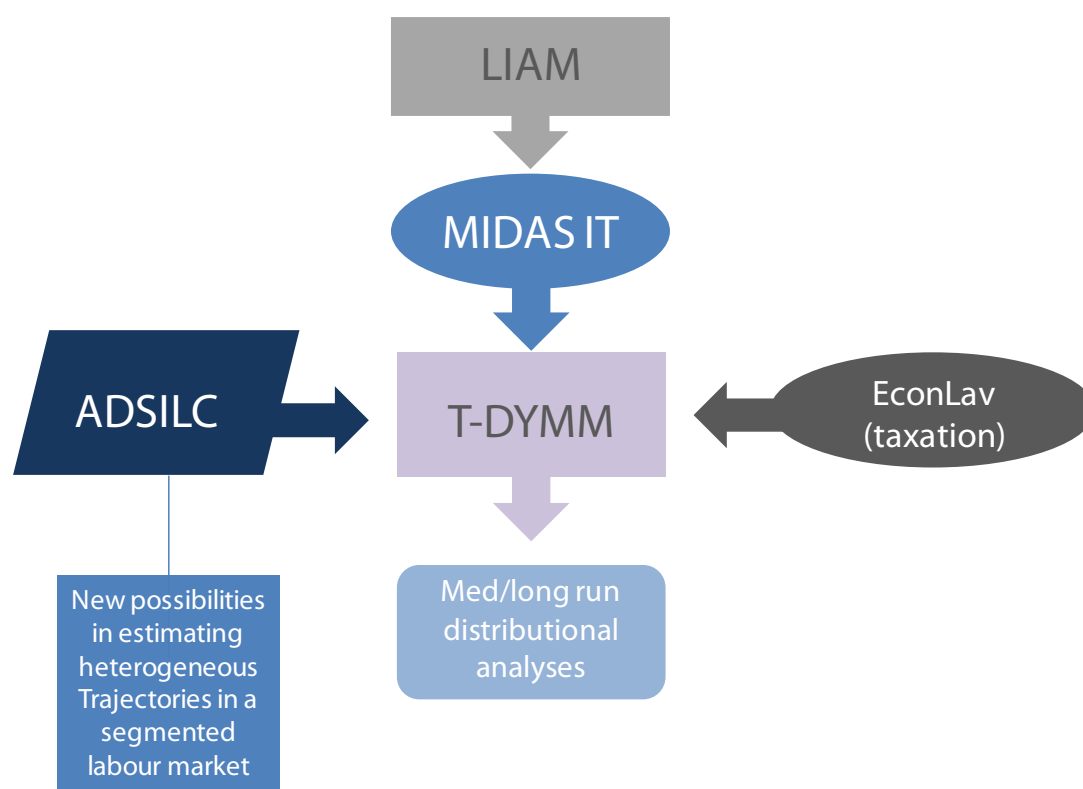 LIAM
MIDAS IT
ADSILC
T-DYMM
EconLav
(taxation)
New possibilities
in estimating
heterogeneous
Trajectories in a
segmented
labour market
Med/long run
distributional
analyses